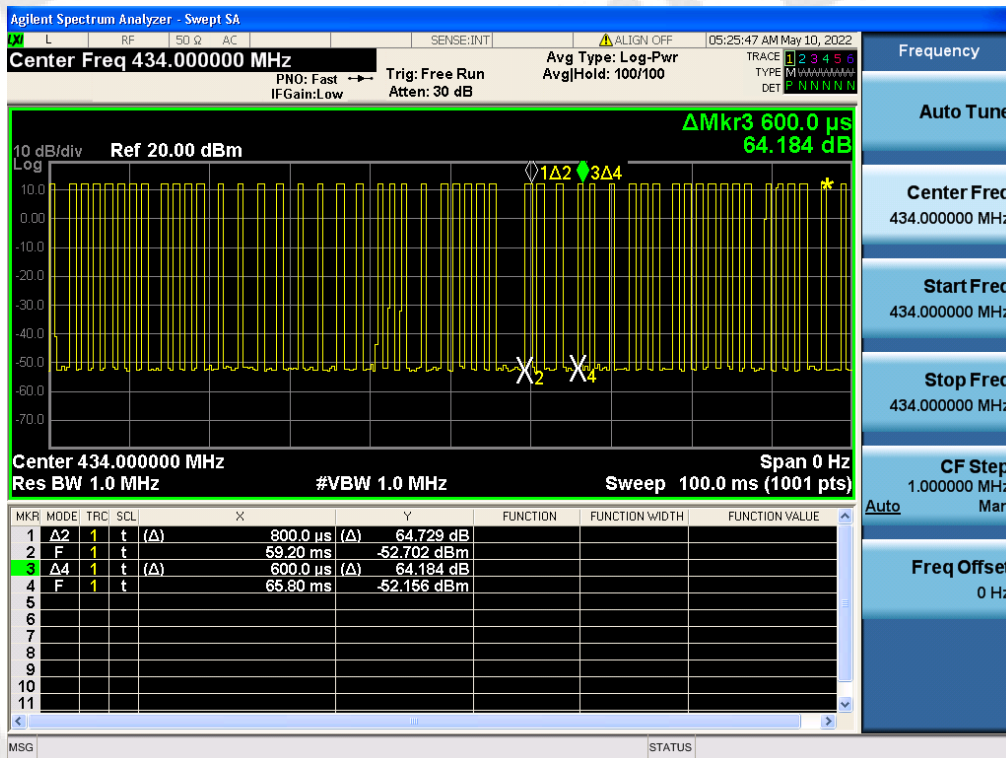 Agilent Spectrum Analyzer - Swept SA
LXI L RF 50 Ω AC SENSE:INT ALIGN OFF 05:25:47 AM May 10, 2022
Center Freq 434.000000 MHz
PNO: Fast
IFGain:Low
Trig: Free Run
Atten: 30 dB
Avg Type: Log-Pwr
Avg|Hold: 100/100
TRACE 1 2 3 4 5 6
TYPE M
DET P N N N N N
ΔMkr3 600.0 µs
64.184 dB
10 dB/div Ref 20.00 dBm
Log
1Δ2 3Δ4
10.0
0.00
-10.0
-20.0
-30.0
-40.0
-50.0
-60.0
-70.0
2 4
Center 434.000000 MHz Span 0 Hz
Res BW 1.0 MHz #VBW 1.0 MHz Sweep 100.0 ms (1001 pts)
MKR MODE TRC SCL X Y FUNCTION FUNCTION WIDTH FUNCTION VALUE
1 Δ2 1 t (Δ) 800.0 µs (Δ) 64.729 dB
2 F 1 t 59.20 ms -52.702 dBm
3 Δ4 1 t (Δ) 600.0 µs (Δ) 64.184 dB
4 F 1 t 65.80 ms -52.156 dBm
5
6
7
8
9
10
11
MSG STATUS
Frequency
Auto Tune
Center Freq
434.000000 MHz
Start Freq
434.000000 MHz
Stop Freq
434.000000 MHz
CF Step
1.000000 MHz
Auto Man
Freq Offset
0 Hz